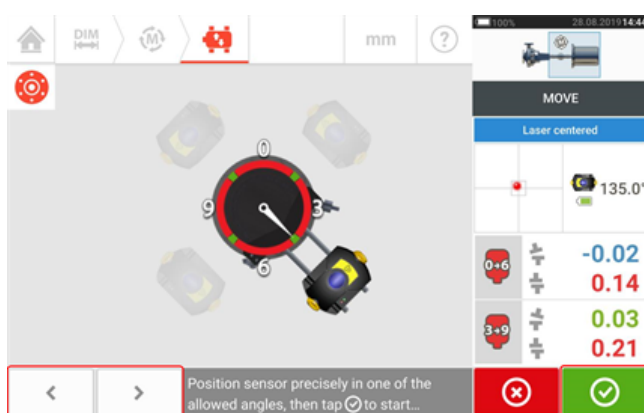 100% 28.08.2019 14:44
DIM
M
mm
?
MOVE
Laser centered
135.0°
0
9
3
6
0→6
-0.02
0.14
3→9
0.03
0.21
< >
Position sensor precisely in one of the
allowed angles, then tap to start...